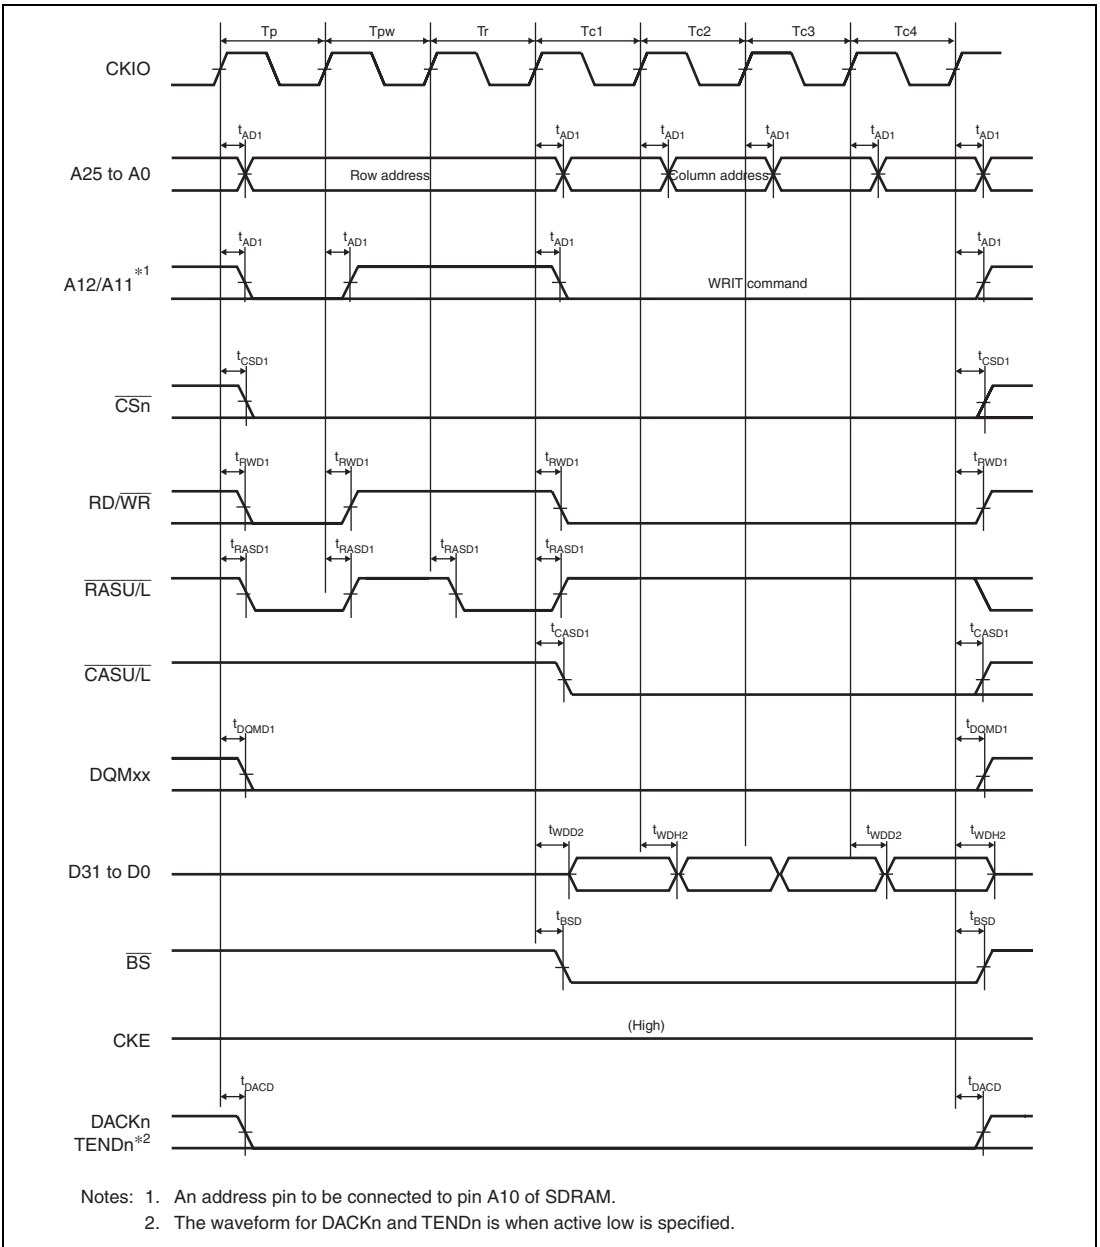 Tp Tpw Tr Tc1 Tc2 Tc3 Tc4
CKIO
tAD1 tAD1 tAD1 tAD1 tAD1 tAD1
A25 to A0 Row address Column address
tAD1 tAD1 tAD1 tAD1
A12/A11*1 WRIT command
tCSD1 tCSD1
CSn
tRWD1 tRWD1 tRWD1 tRWD1
RD/WR
tRASD1 tRASD1 tRASD1 tRASD1
RASU/L
tCASD1 tCASD1
CASU/L
tDQMD1 tDQMD1
DQMxx
tWDD2 tWDH2 tWDD2 tWDH2
D31 to D0
tBSD tBSD
BS
(High)
CKE
tDACD tDACD
DACKn
TENDn*2
Notes: 1. An address pin to be connected to pin A10 of SDRAM.
2. The waveform for DACKn and TENDn is when active low is specified.